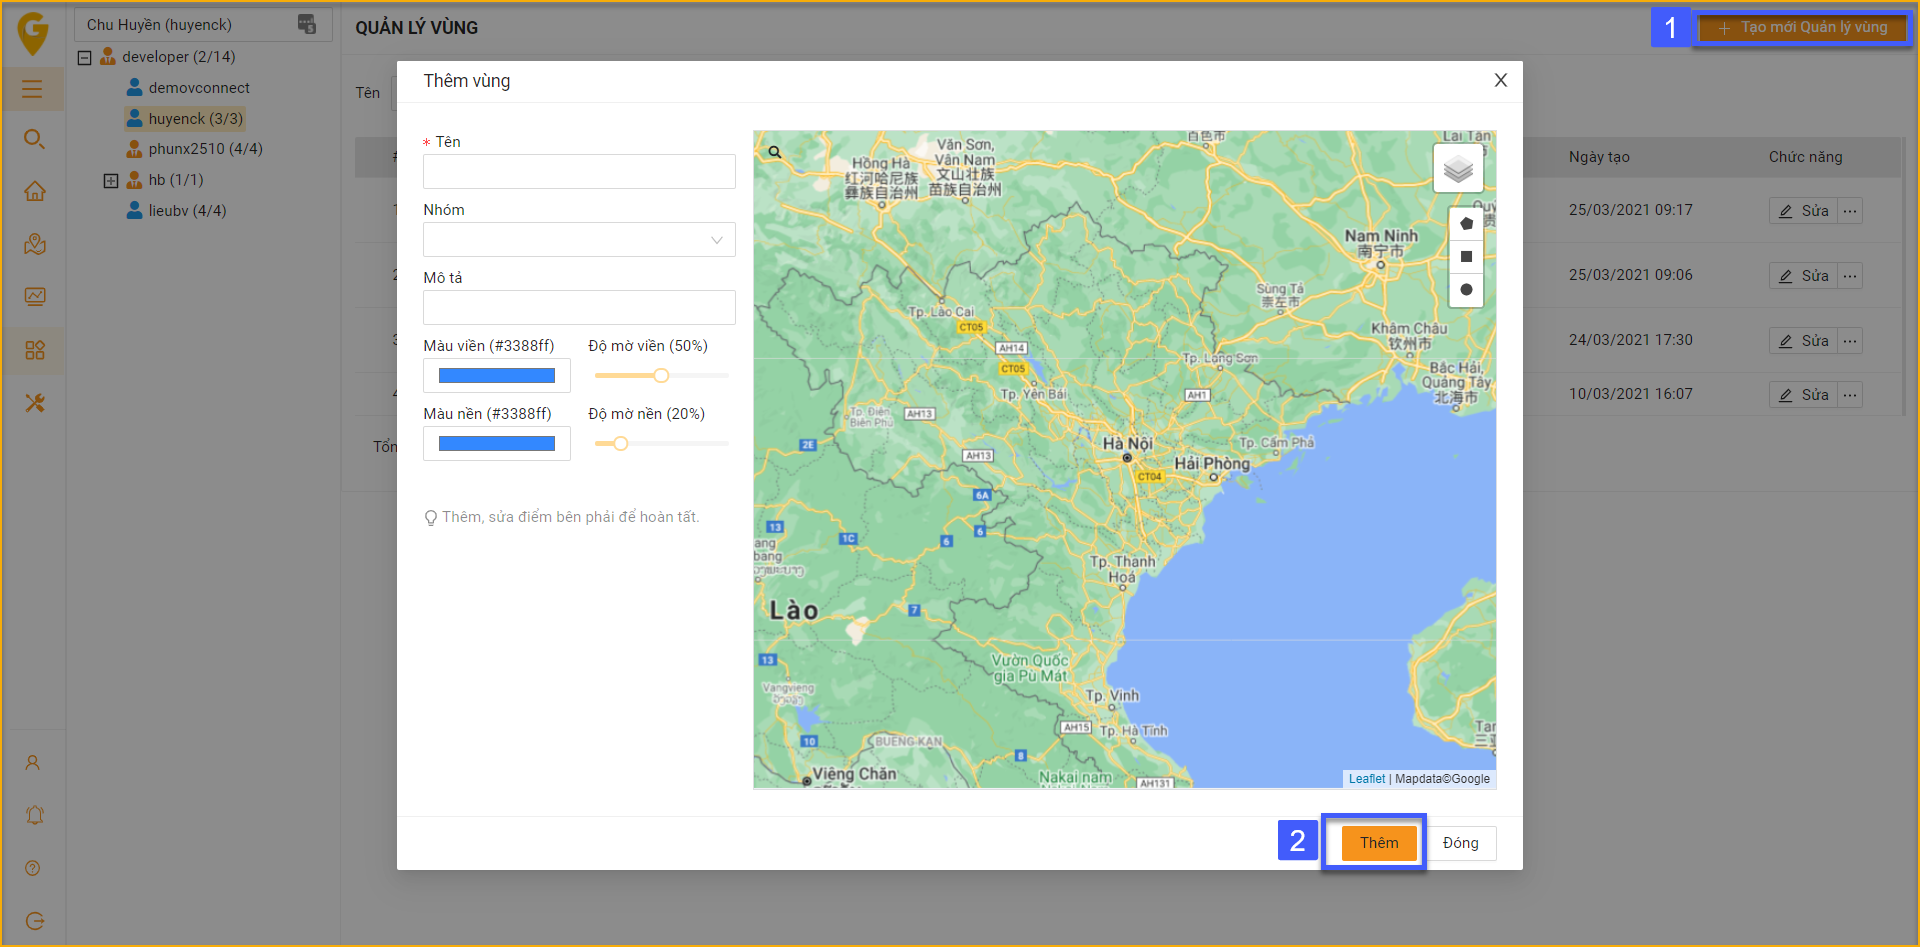 Chu Huyền (huyenck)
developer (2/14)
demovconnect
huyenck (3/3)
phunx2510 (4/4)
hb (1/1)
lieubv (4/4)
QUẢN LÝ VÙNG
1
+ Tạo mới Quản lý vùng
Tên
#
Ngày tạo
Chức năng
25/03/2021 09:17
Sửa
25/03/2021 09:06
Sửa
24/03/2021 17:30
Sửa
10/03/2021 16:07
Sửa
Thêm vùng
X
* Tên
Nhóm
Mô tả
Màu viền (#3388ff)
Độ mờ viền (50%)
Màu nền (#3388ff)
Độ mờ nền (20%)
Thêm, sửa điểm bên phải để hoàn tất.
百色市
Văn Sơn,
Vân Nam
文山壮族
苗族自治州
Hồng Hà
红河哈尼族
彝族自治州
Nam Ninh
南宁市
Sùng Tả
崇左市
Tp. Lào Cai
CT05
AH14
CT05
Khâm Châu
钦州市
Tp. Lạng Sơn
Bắc Hải,
Quảng Tây
北海市
Tp. Yên Bái
AH1
Tp. Điện
Biên Phủ
AH13
Hà Nội
Tp. Cẩm Phả
2E
AH13
Hải Phòng
CT04
6A
13
1C
6
6
Tp. Thanh
Hoá
Lào
7
13
Vườn Quốc
gia Pù Mát
Vangvieng
Tp. Vinh
AH15
Tp. Hà Tĩnh
10
BUENG KAN
8
Viêng Chăn
Nakai nam
AH131
Leaflet | Mapdata©Google
2
Thêm
Đóng